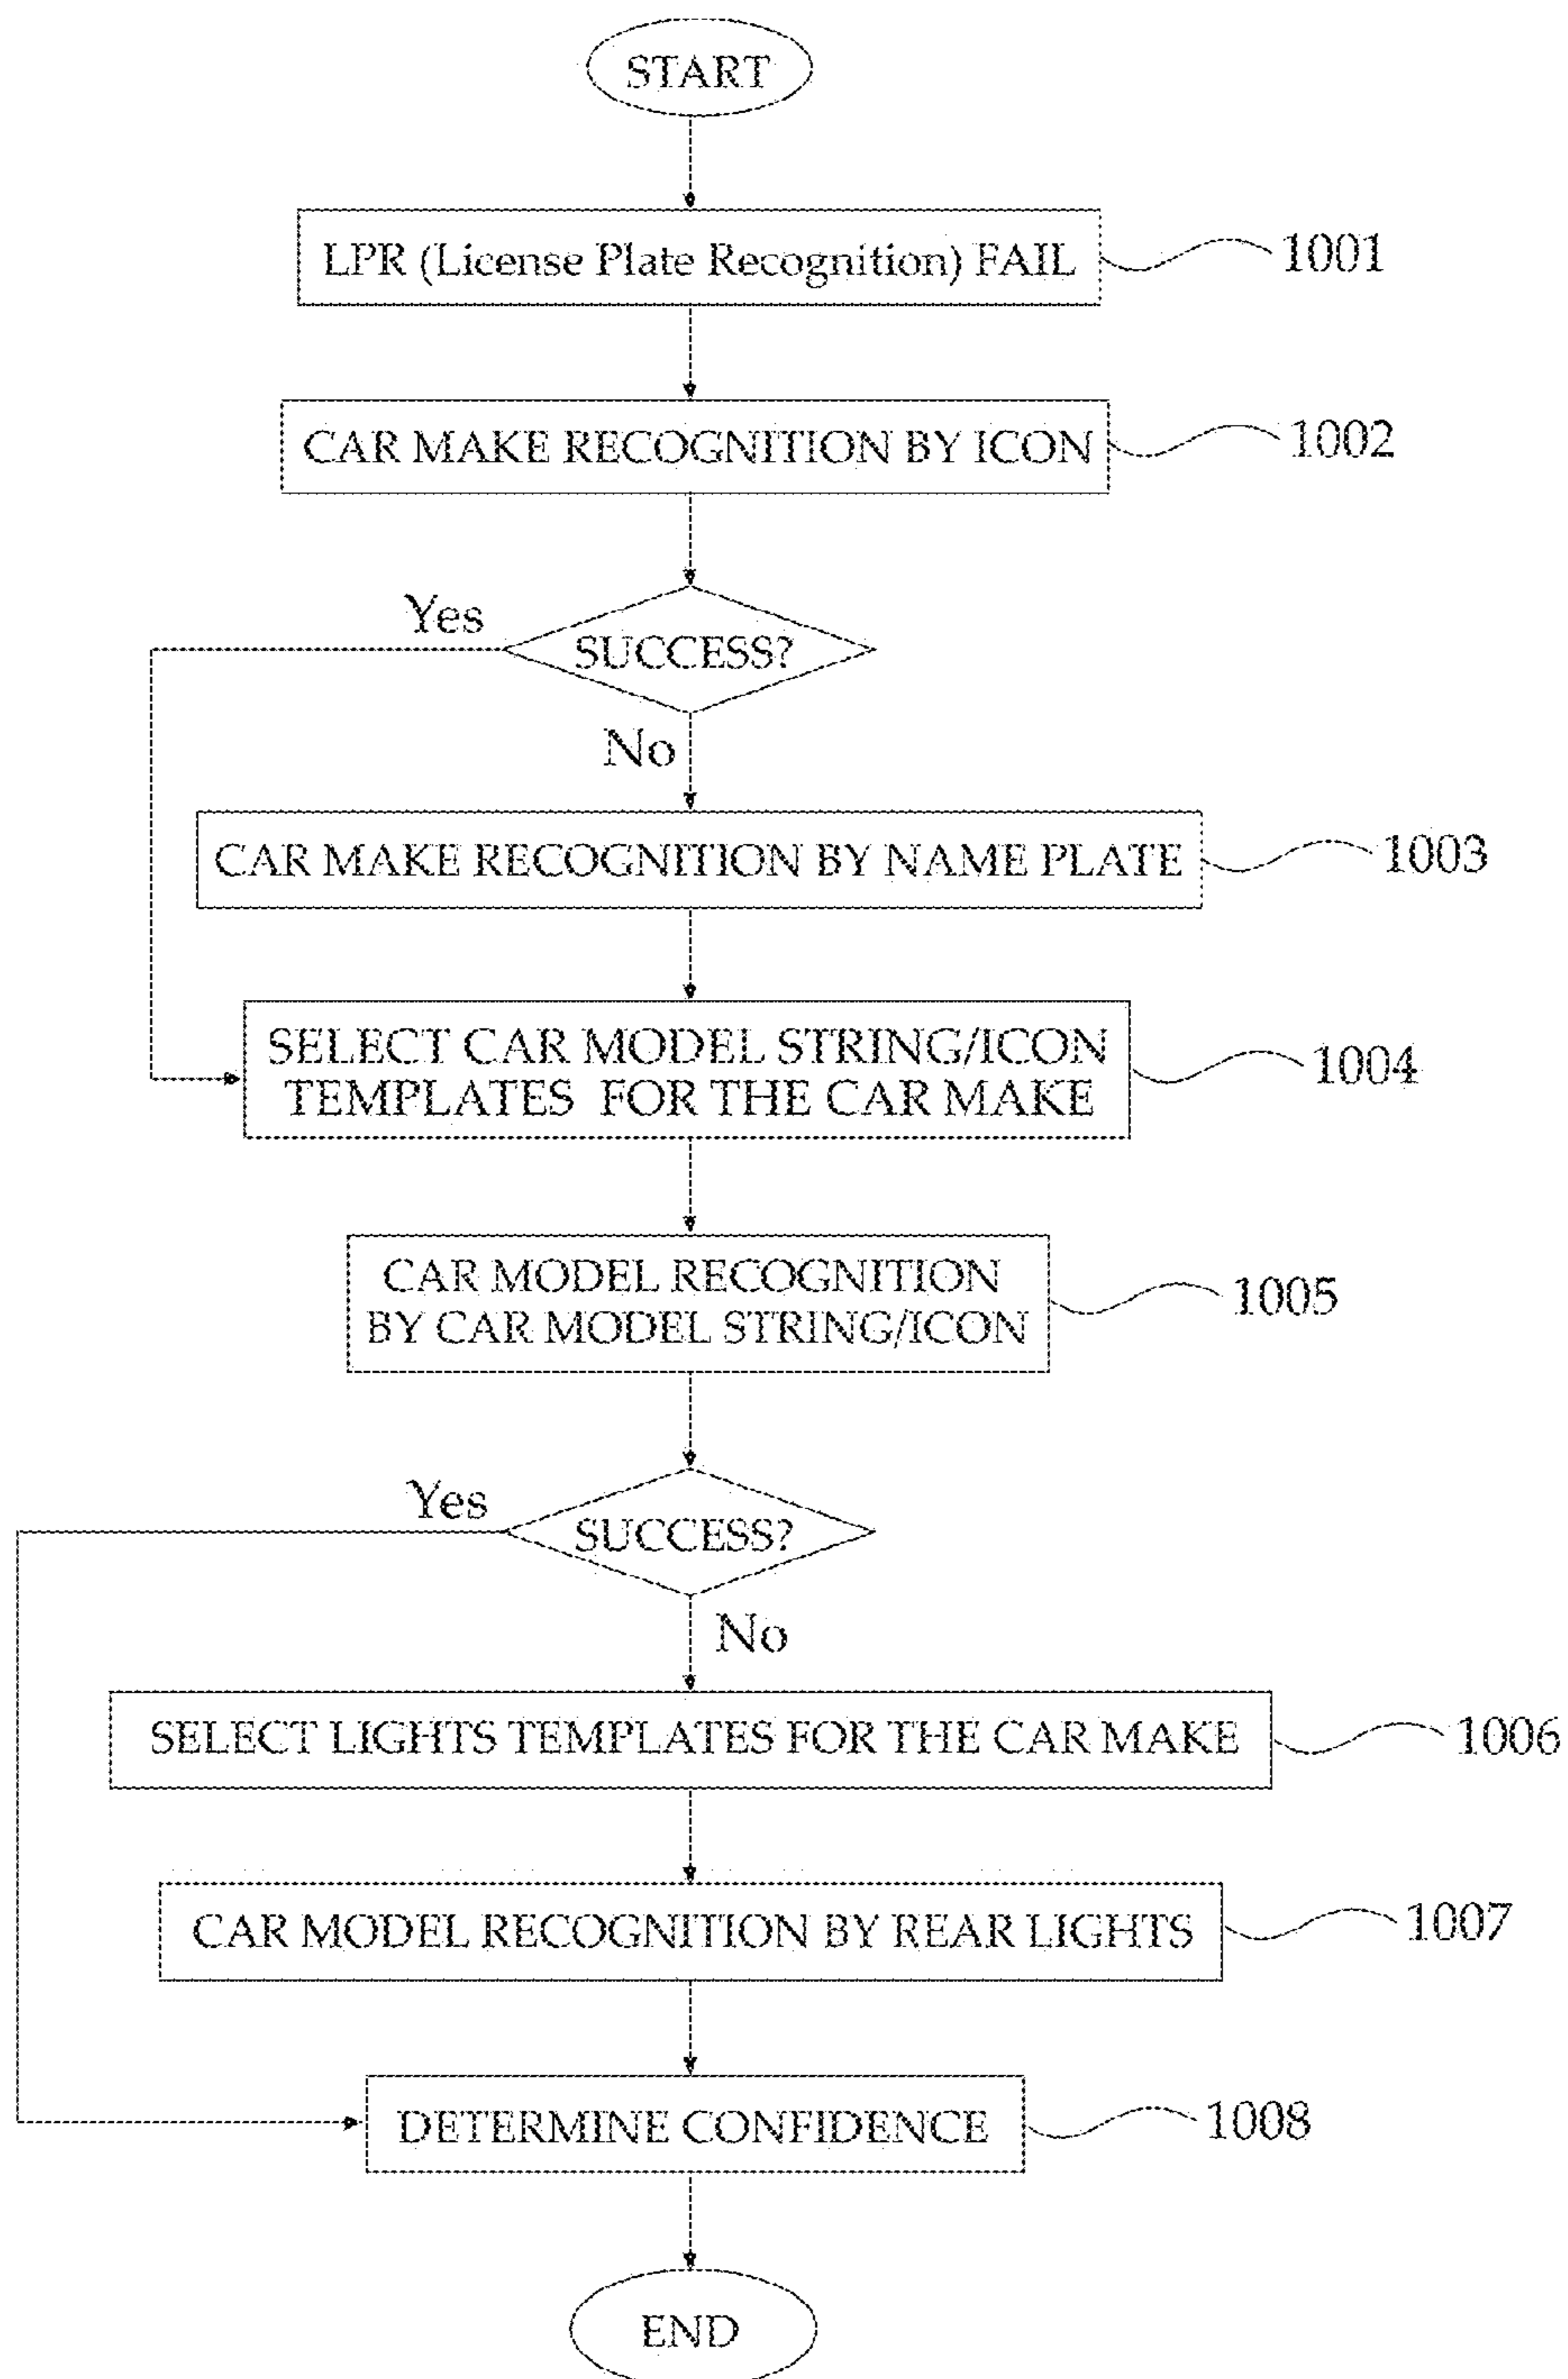 START
LPR (License Plate Recognition) FAIL
1001
CAR MAKE RECOGNITION BY ICON
1002
Yes
SUCCESS?
No
CAR MAKE RECOGNITION BY NAME PLATE
1003
SELECT CAR MODEL STRING/ICON
TEMPLATES FOR THE CAR MAKE
1004
CAR MODEL RECOGNITION
BY CAR MODEL STRING/ICON
1005
Yes
SUCCESS?
No
SELECT LIGHTS TEMPLATES FOR THE CAR MAKE
1006
CAR MODEL RECOGNITION BY REAR LIGHTS
1007
DETERMINE CONFIDENCE
1008
END